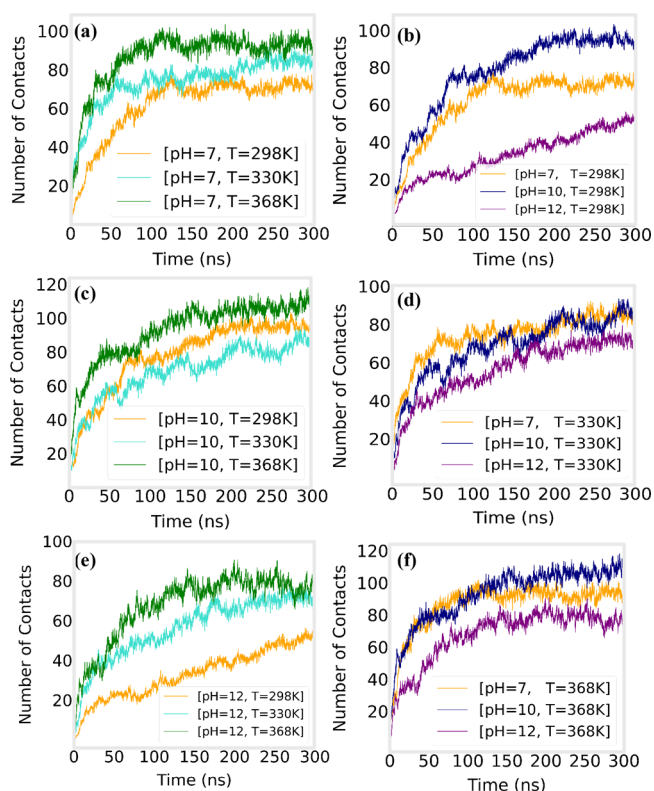 (a)
Number of Contacts
100
80
60
40
20
[pH=7, T=298K]
[pH=7, T=330K]
[pH=7, T=368K]
0 50 100 150 200 250 300
Time (ns)
(b)
Number of Contacts
100
80
60
40
20
[pH=7, T=298K]
[pH=10, T=298K]
[pH=12, T=298K]
0 50 100 150 200 250 300
Time (ns)
(c)
Number of Contacts
120
100
80
60
40
20
[pH=10, T=298K]
[pH=10, T=330K]
[pH=10, T=368K]
0 50 100 150 200 250 300
Time (ns)
(d)
Number of Contacts
100
80
60
40
20
[pH=7, T=330K]
[pH=10, T=330K]
[pH=12, T=330K]
0 50 100 150 200 250 300
Time (ns)
(e)
Number of Contacts
100
80
60
40
20
[pH=12, T=298K]
[pH=12, T=330K]
[pH=12, T=368K]
0 50 100 150 200 250 300
Time (ns)
(f)
Number of Contacts
120
100
80
60
40
20
[pH=7, T=368K]
[pH=10, T=368K]
[pH=12, T=368K]
0 50 100 150 200 250 300
Time (ns)